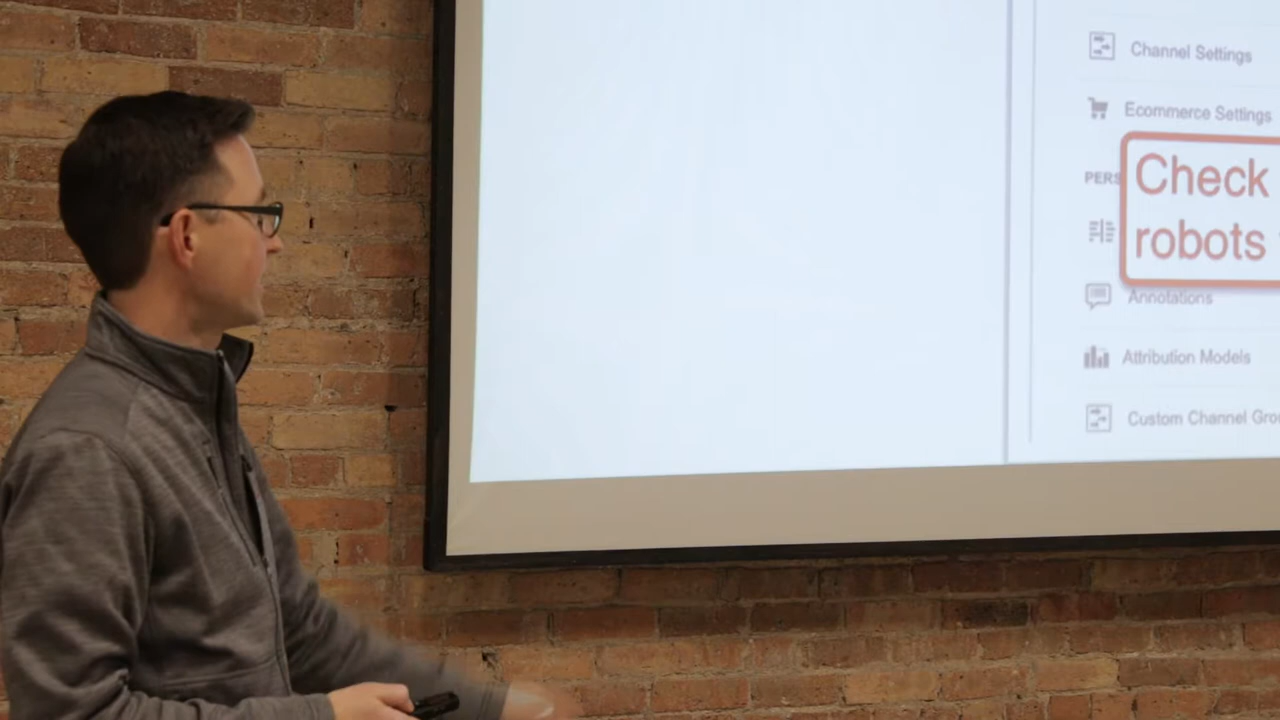 Channel Settings
Ecommerce Settings
PERS
Check
robots
Annotations
Attribution Models
Custom Channel Gro